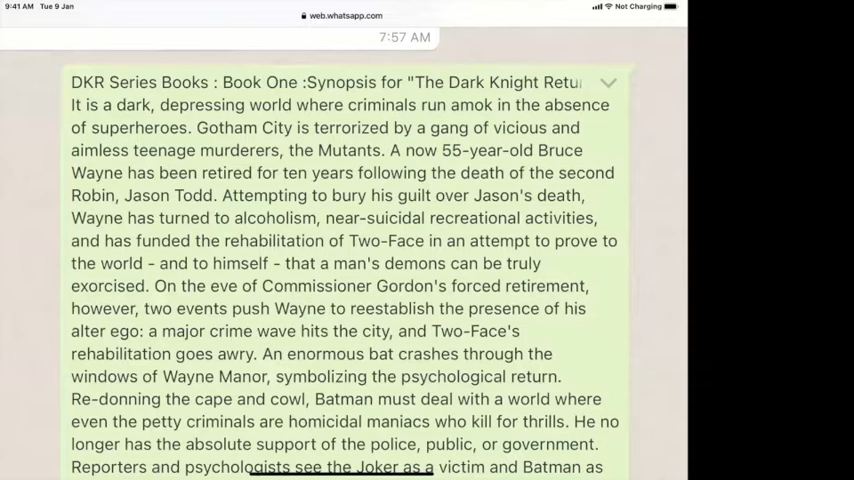 9:41 AM Tue 9 Jan
Not Charging
web.whatsapp.com
7:57 AM
DKR Series Books : Book One :Synopsis for "The Dark Knight Retu
It is a dark, depressing world where criminals run amok in the absence
of superheroes. Gotham City is terrorized by a gang of vicious and
aimless teenage murderers, the Mutants. A now 55-year-old Bruce
Wayne has been retired for ten years following the death of the second
Robin, Jason Todd. Attempting to bury his guilt over Jason's death,
Wayne has turned to alcoholism, near-suicidal recreational activities,
and has funded the rehabilitation of Two-Face in an attempt to prove to
the world - and to himself - that a man's demons can be truly
exorcised. On the eve of Commissioner Gordon's forced retirement,
however, two events push Wayne to reestablish the presence of his
alter ego: a major crime wave hits the city, and Two-Face's
rehabilitation goes awry. An enormous bat crashes through the
windows of Wayne Manor, symbolizing the psychological return.
Re-donning the cape and cowl, Batman must deal with a world where
even the petty criminals are homicidal maniacs who kill for thrills. He no
longer has the absolute support of the police, public, or government.
Reporters and psychologists see the Joker as a victim and Batman as